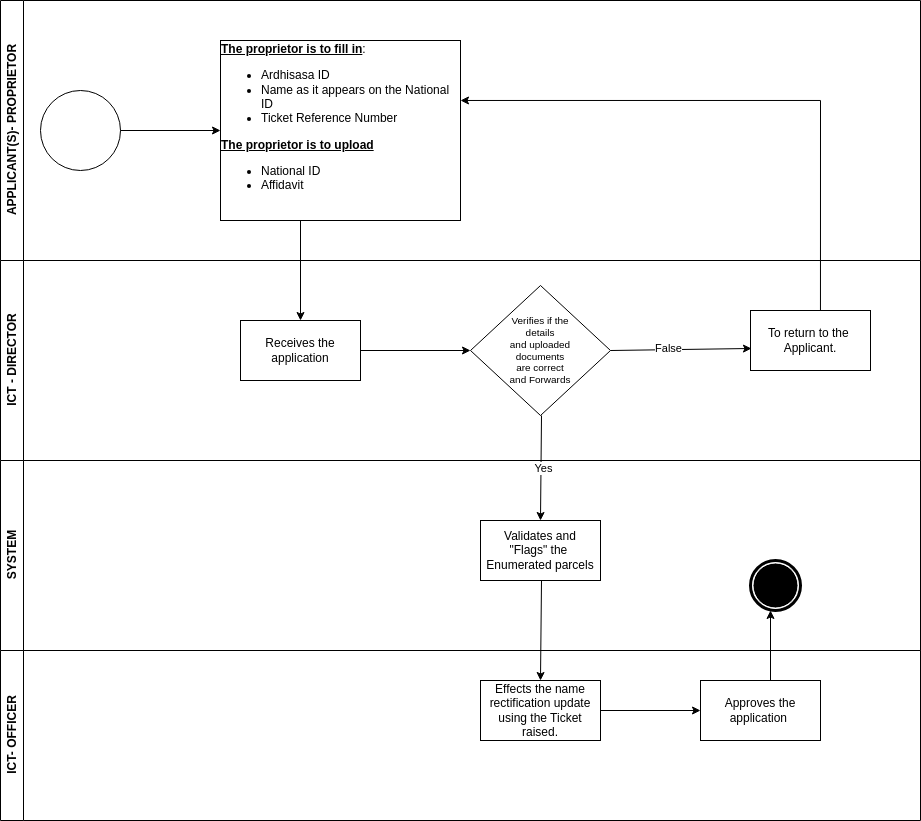 APPLICANT(S)- PROPRIETOR
The proprietor is to fill in:
• Ardhisasa ID
• Name as it appears on the National
ID
• Ticket Reference Number
The proprietor is to upload
• National ID
• Affidavit
ICT - DIRECTOR
Receives the
application
Verifies if the
details
and uploaded
documents
are correct
and Forwards
False
To return to the
Applicant.
Yes
SYSTEM
Validates and
"Flags" the
Enumerated parcels
ICT- OFFICER
Effects the name
rectification update
using the Ticket
raised.
Approves the
application